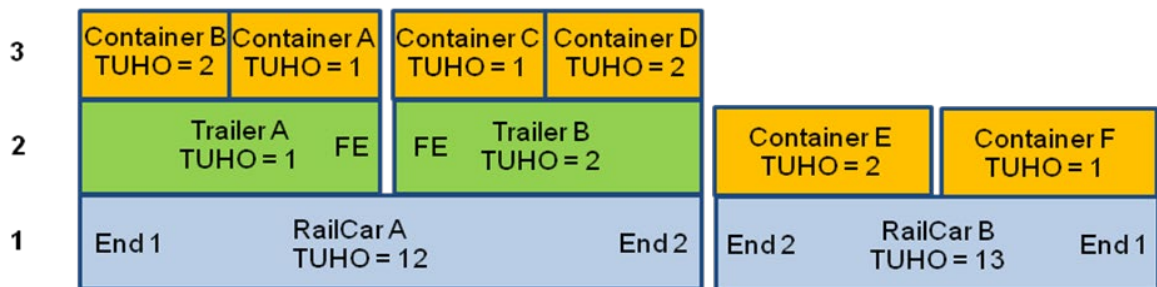 3
Container B
TUHO = 2
Container A
TUHO = 1
Container C
TUHO = 1
Container D
TUHO = 2
2
Trailer A
TUHO = 1
FE
FE
Trailer B
TUHO = 2
Container E
TUHO = 2
Container F
TUHO = 1
1
End 1
RailCar A
TUHO = 12
End 2
End 2
RailCar B
TUHO = 13
End 1